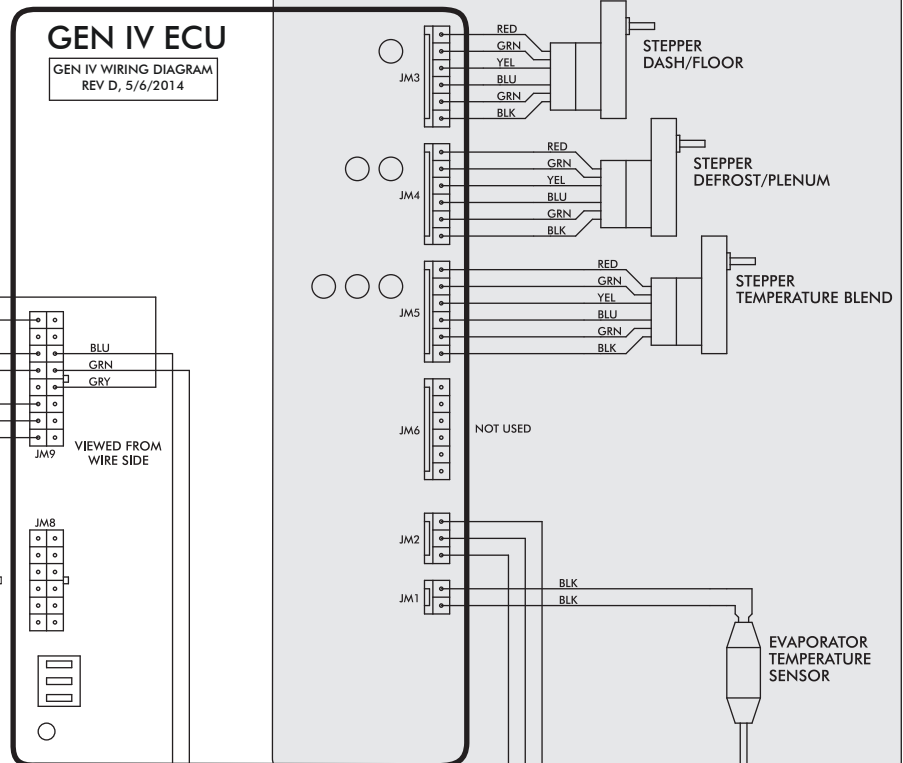 GEN IV ECU
GEN IV WIRING DIAGRAM
REV D, 5/6/2014
JM3
RED
GRN
YEL
BLU
GRN
BLK
STEPPER
DASH/FLOOR
JM4
RED
GRN
YEL
BLU
GRN
BLK
STEPPER
DEFROST/PLENUM
JM5
RED
GRN
YEL
BLU
GRN
BLK
STEPPER
TEMPERATURE BLEND
BLU
GRN
GRY
JM9
VIEWED FROM
WIRE SIDE
JM6
NOT USED
JM8
JM2
JM1
BLK
BLK
EVAPORATOR
TEMPERATURE
SENSOR